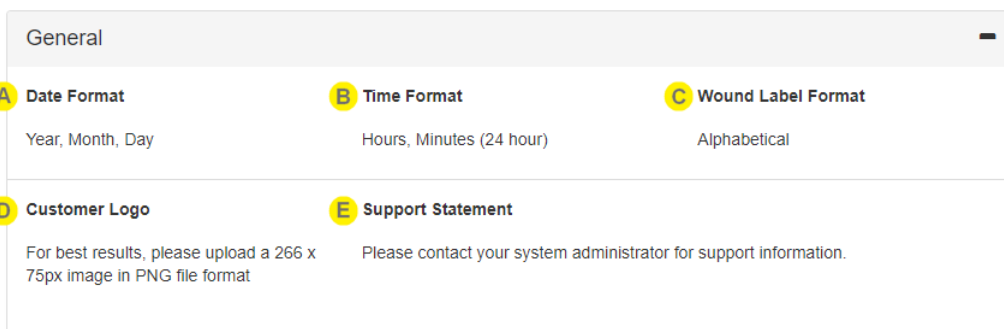 General
A Date Format
B Time Format
C Wound Label Format
Year, Month, Day
Hours, Minutes (24 hour)
Alphabetical
D Customer Logo
E Support Statement
For best results, please upload a 266 x
75px image in PNG file format
Please contact your system administrator for support information.